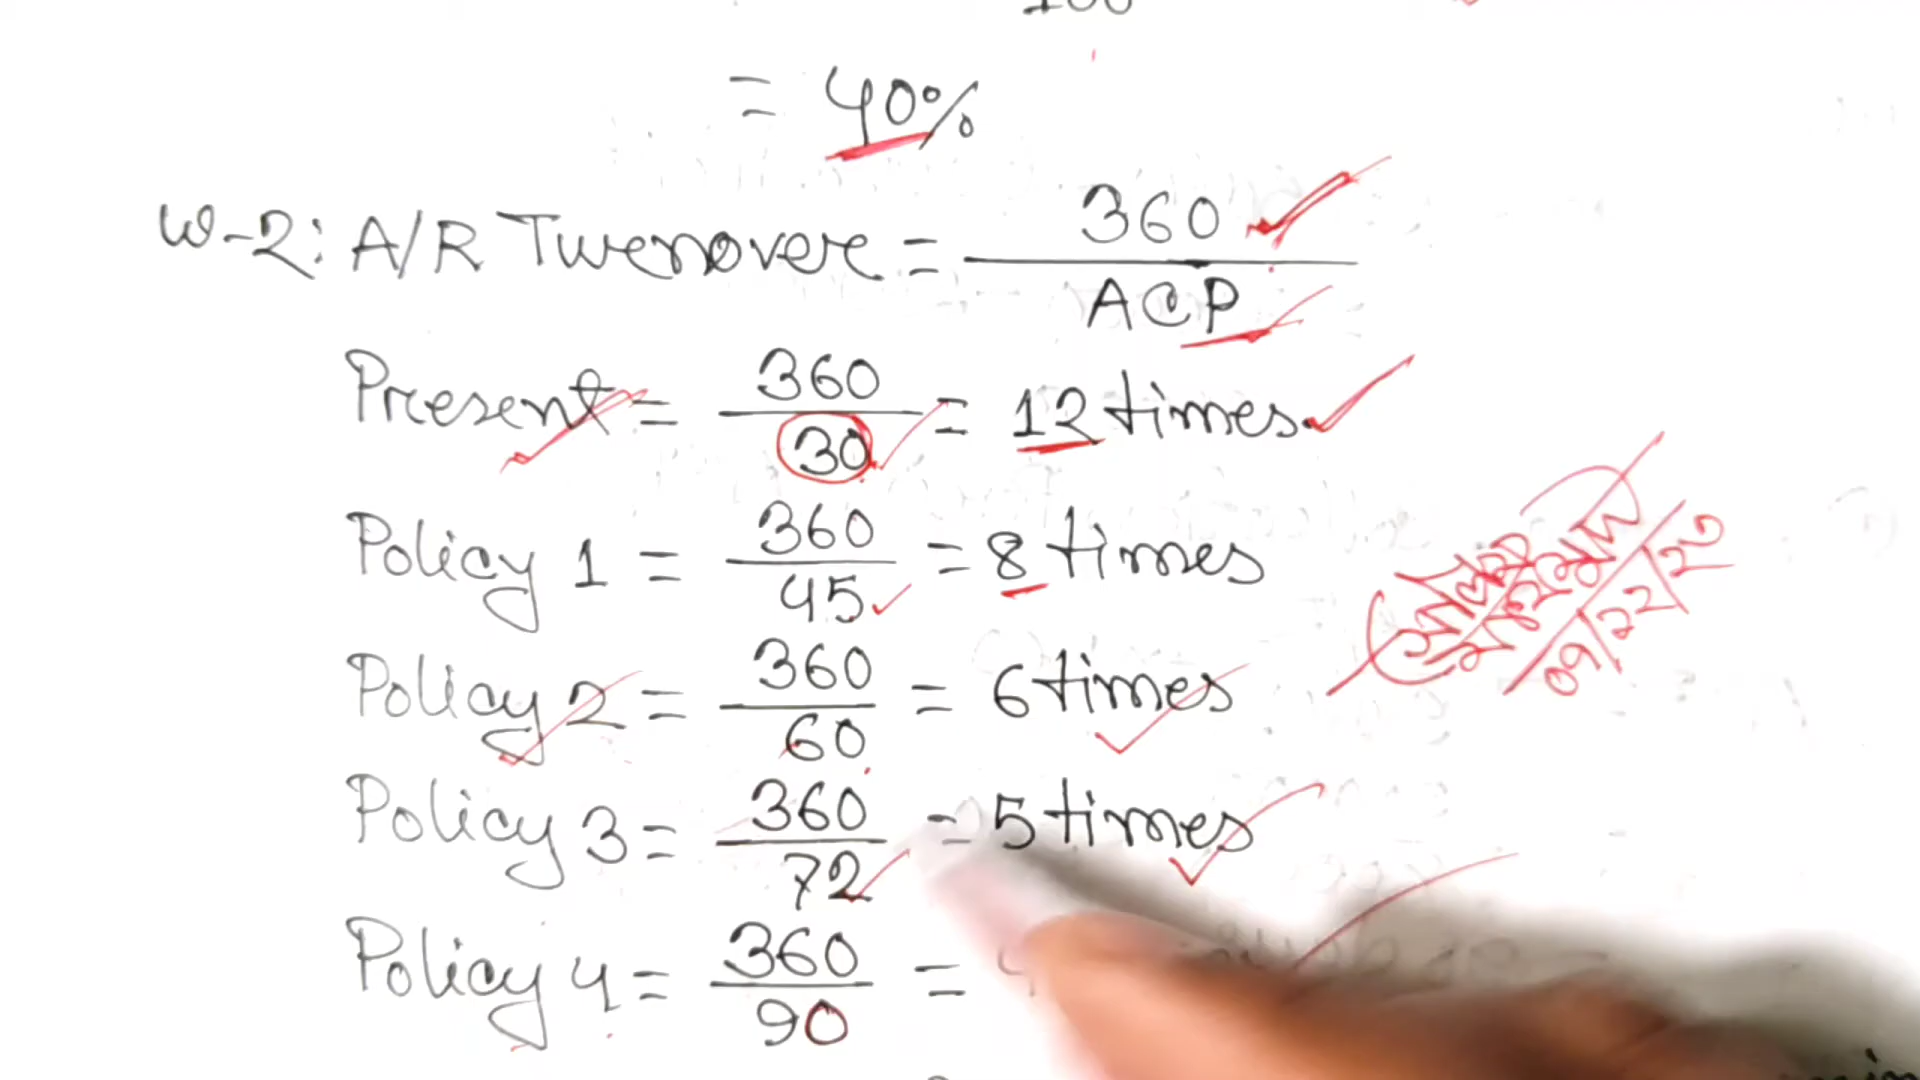 = 40%
W-2: A/R Turnover = 360 / ACP
Present = 360 / 30 = 12 times
Policy 1 = 360 / 45 = 8 times
Policy 2 = 360 / 60 = 6 times
Policy 3 = 360 / 72 = 5 times
Policy 4 = 360 / 90 =